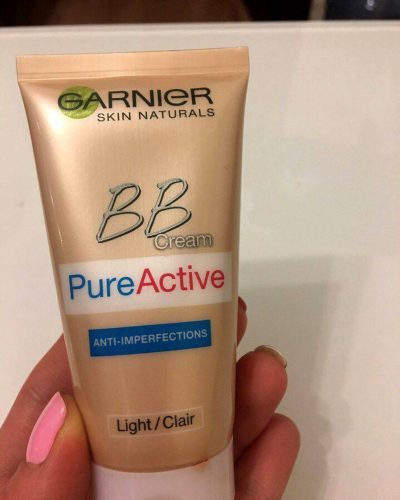 GARNIER
SKIN NATURALS
BB
Cream
PureActive
ANTI-IMPERFECTIONS
Light/Clair